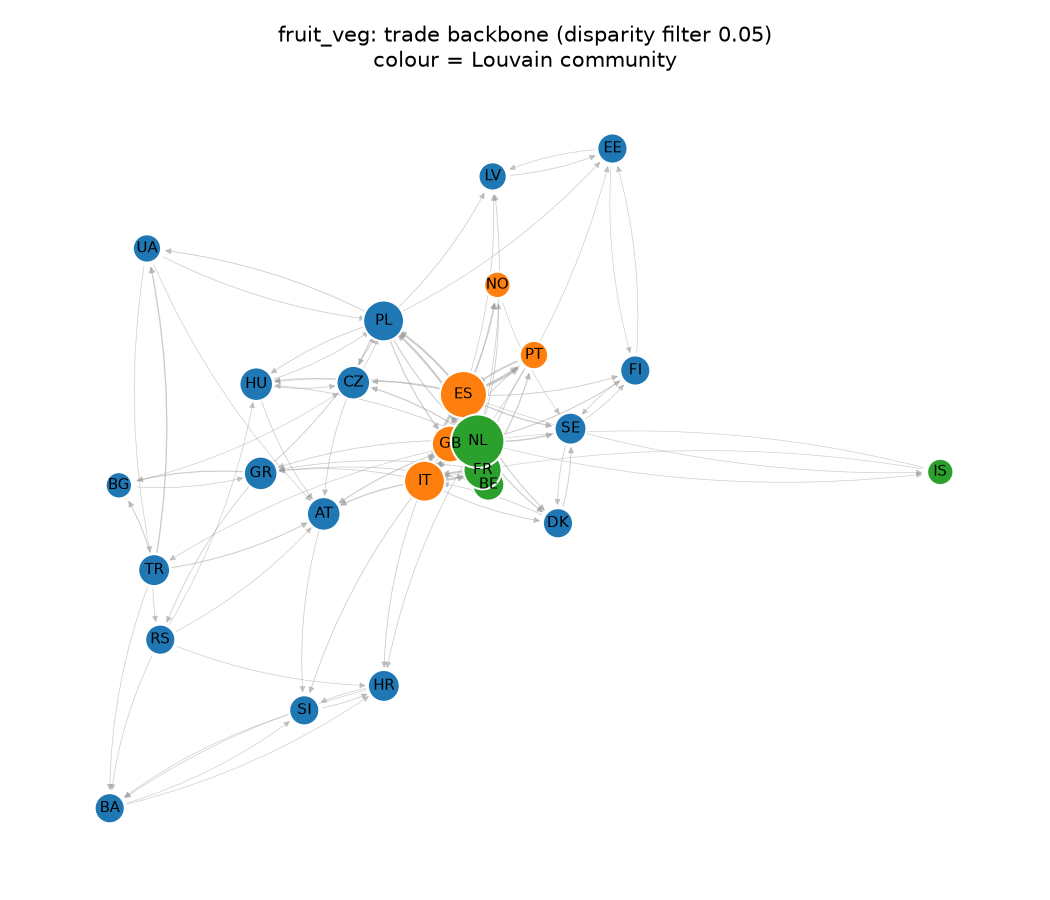 fruit_veg: trade backbone (disparity filter 0.05)
colour = Louvain community
EE
LV
UA
NO
PL
PT
FI
CZ
HU
ES
SE
NL
GB
FR
IS
GR
IT
BE
BG
AT
DK
TR
RS
HR
SI
BA